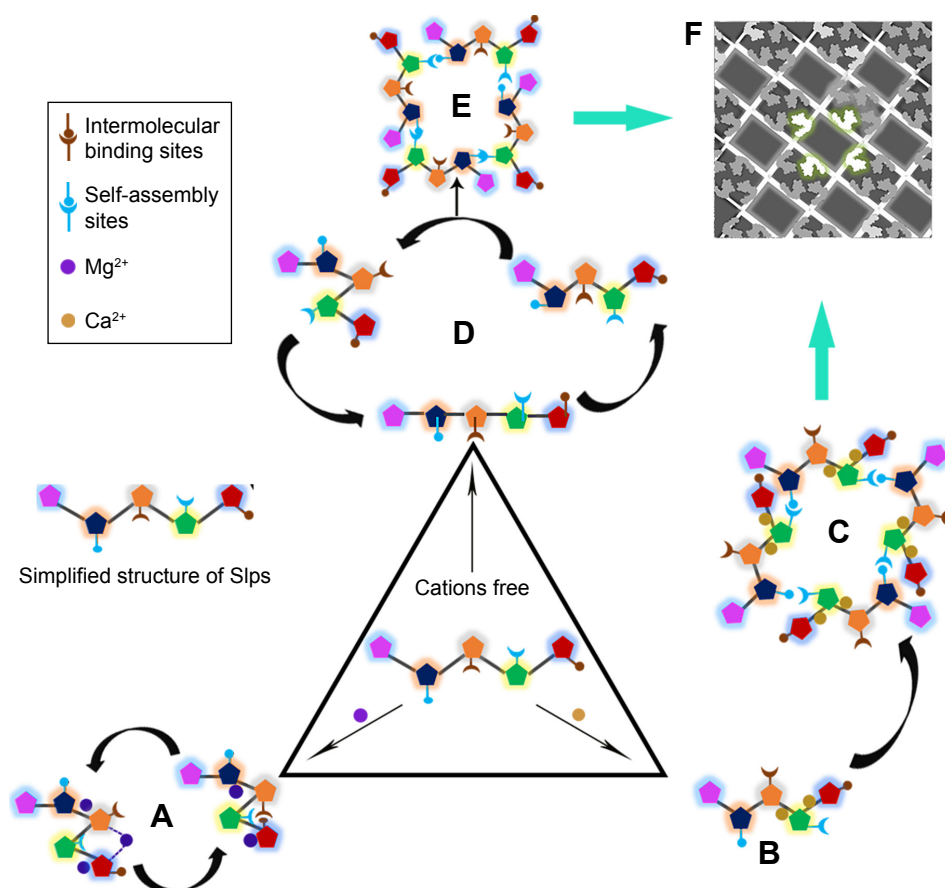 E
F
Intermolecular
binding sites
Self-assembly
sites
Mg²⁺
Ca²⁺
D
Simplified structure of Slps
Cations free
C
A
B